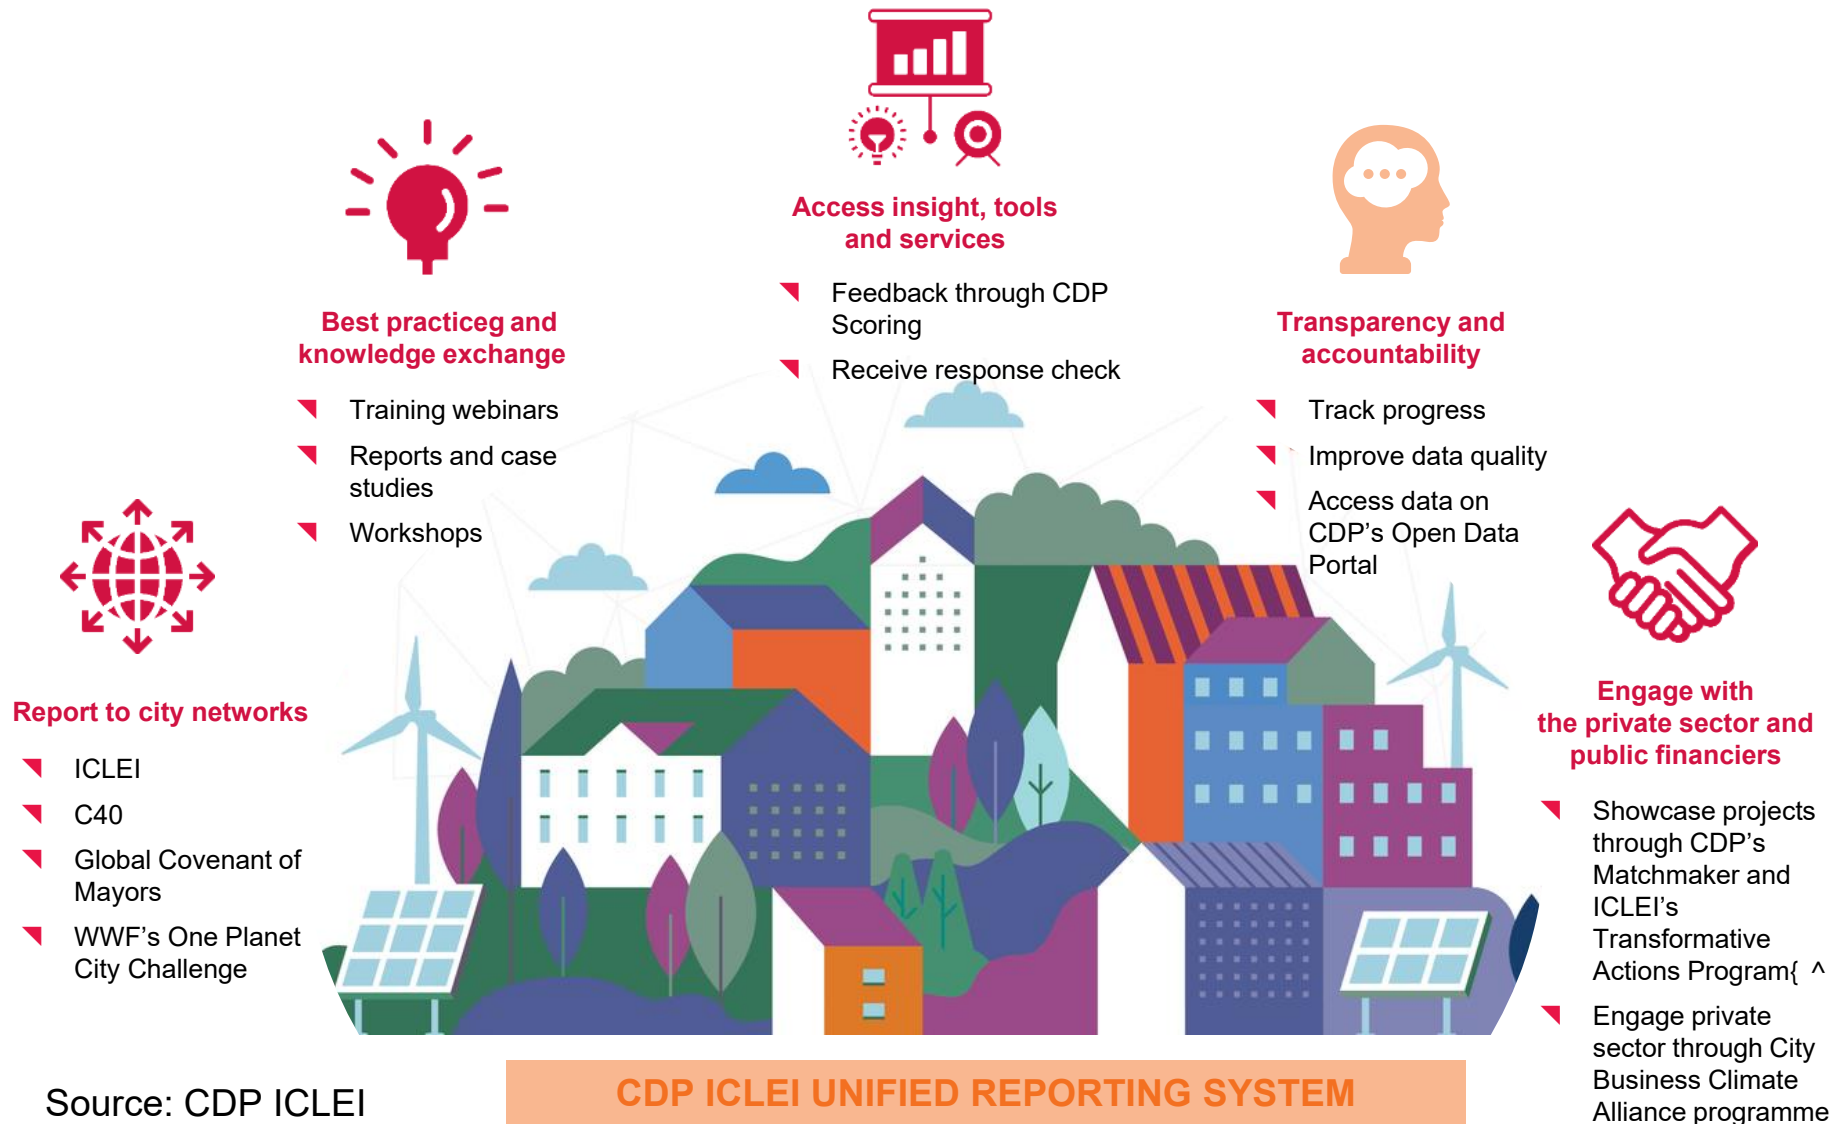 Report to city networks
ICLEI
C40
Global Covenant of
Mayors
WWF's One Planet
City Challenge
Best practiceg and
knowledge exchange
Training webinars
Reports and case
studies
Workshops
Access insight, tools
and services
Feedback through CDP
Scoring
Receive response check
Transparency and
accountability
Track progress
Improve data quality
Access data on
CDP’s Open Data
Portal
Engage with
the private sector and
public financiers
Showcase projects
through CDP’s
Matchmaker and
ICLEI’s
Transformative
Actions Program{ ^
Engage private
sector through City
Business Climate
Alliance programme
Source: CDP ICLEI
CDP ICLEI UNIFIED REPORTING SYSTEM